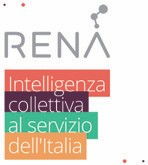 RENA
Intelligenza
collettiva
al servizio
dell'Italia